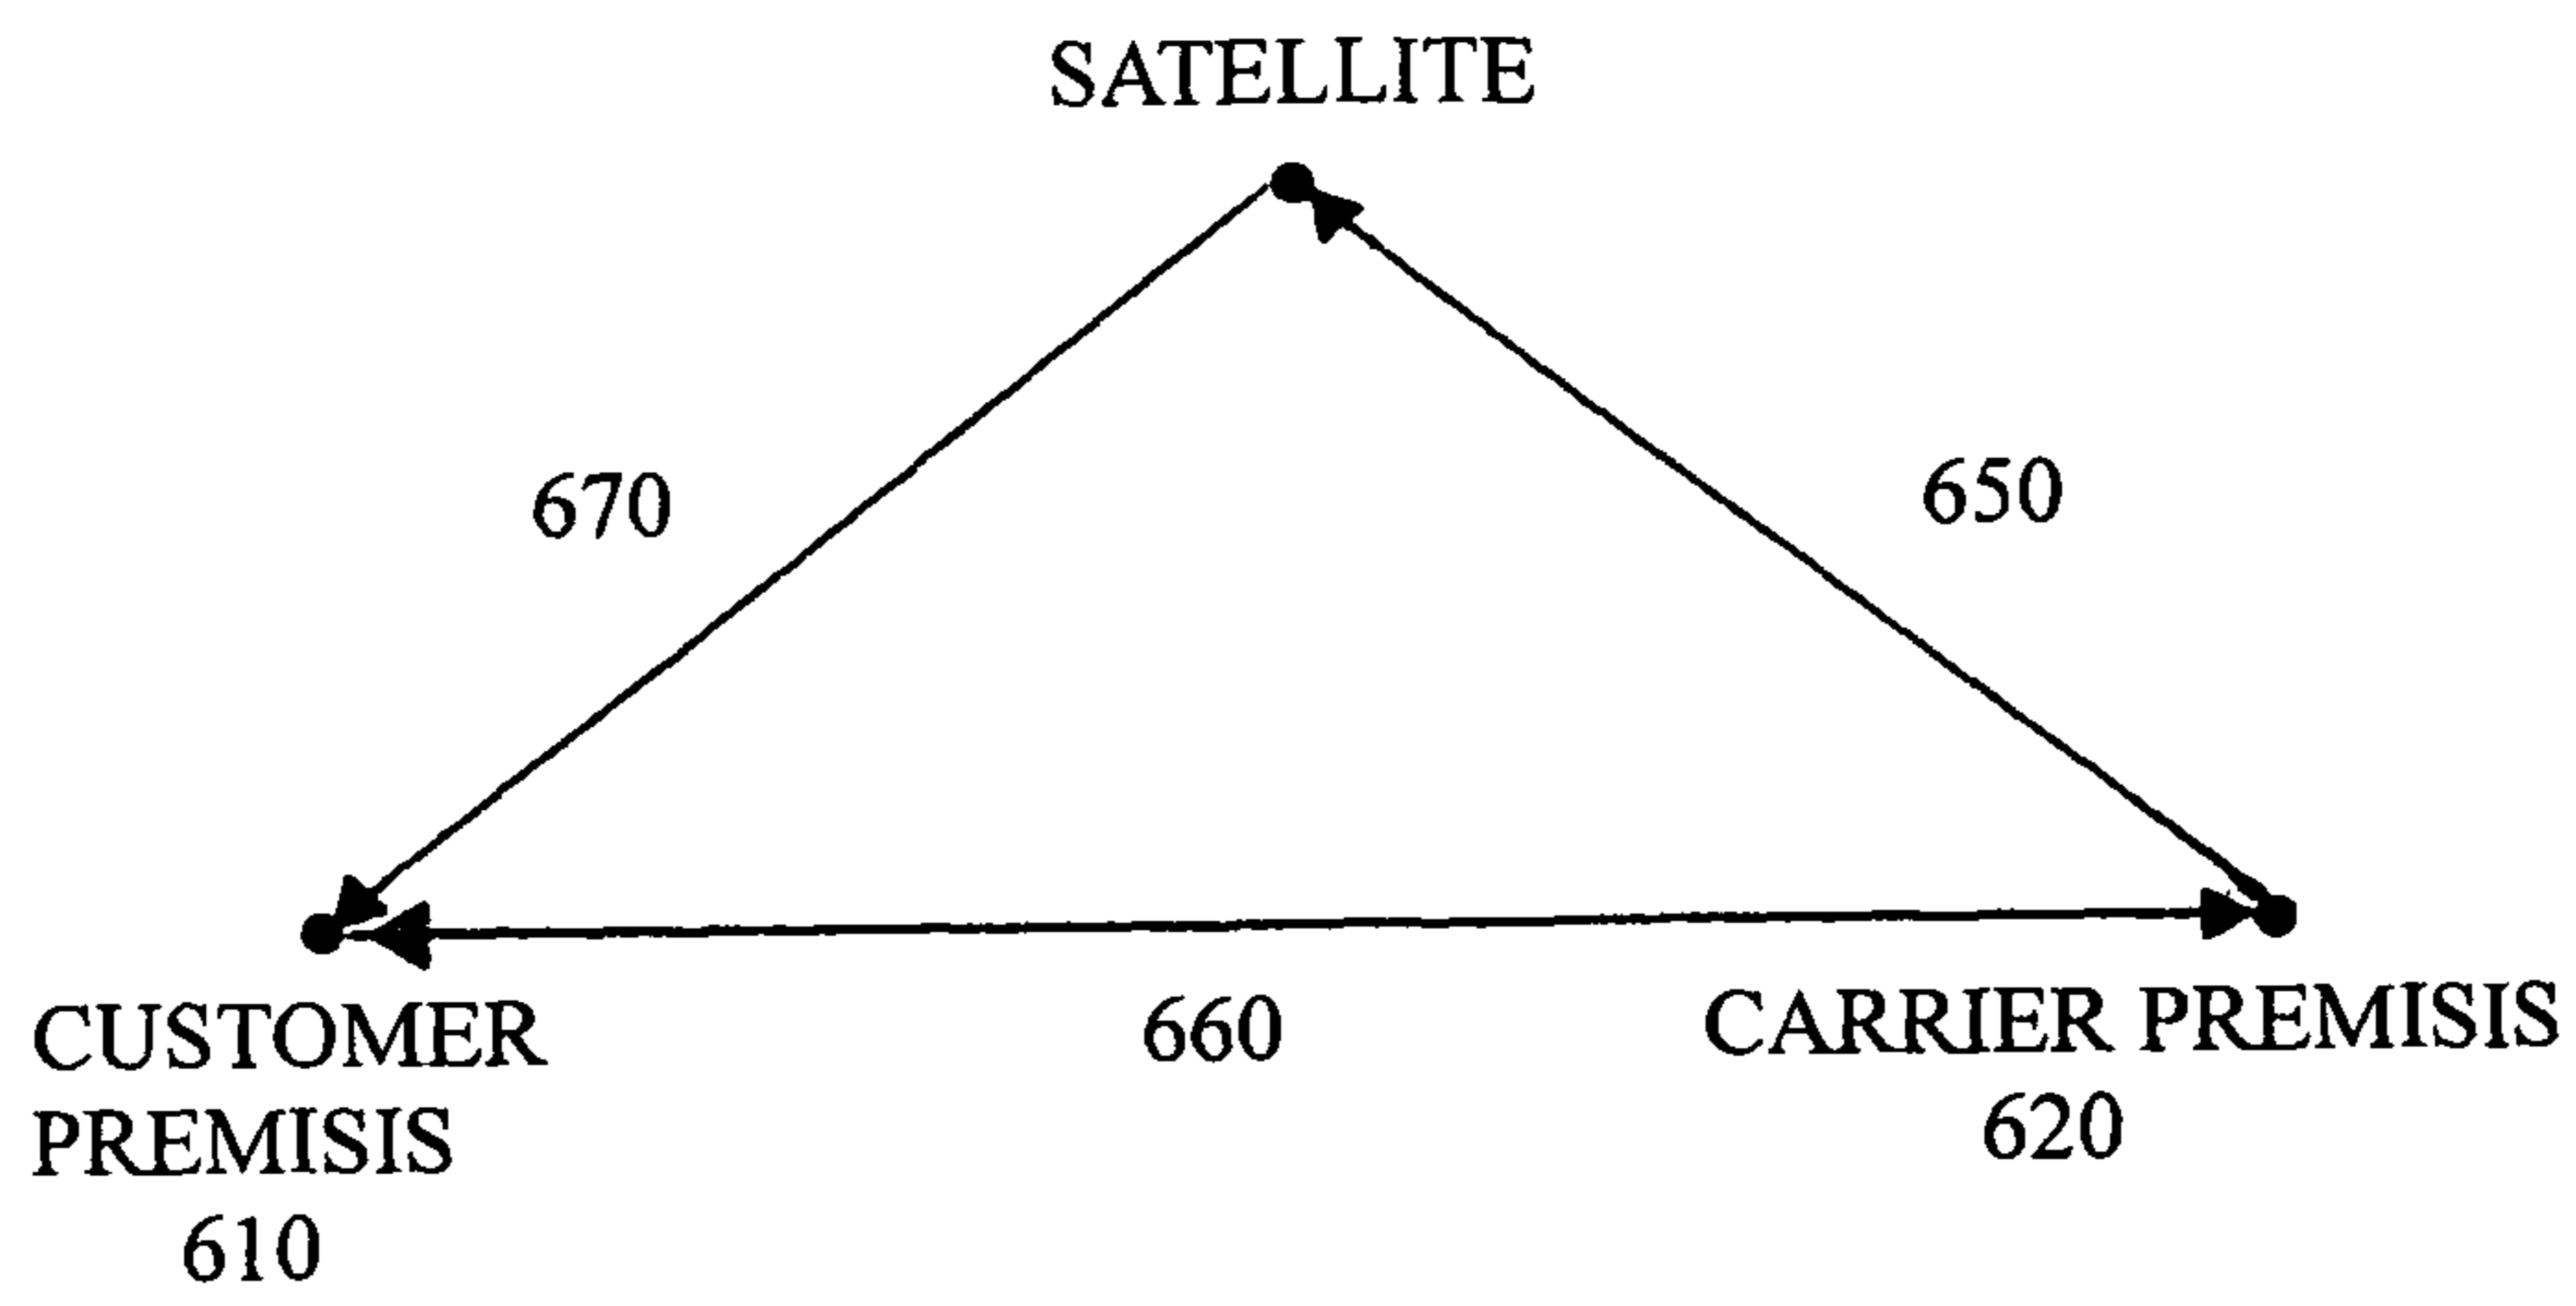 SATELLITE
670
650
660
CUSTOMER
PREMISIS
610
CARRIER PREMISIS
620